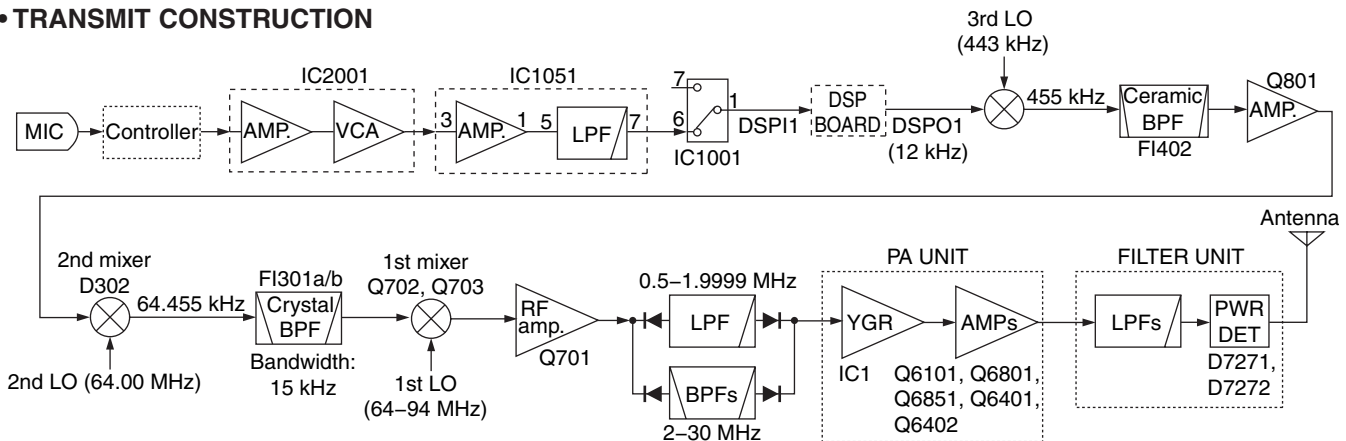 • TRANSMIT CONSTRUCTION
3rd LO
(443 kHz)
IC2001
IC1051
7
6
1
IC1001
MIC
Controller
AMP.
VCA
3
AMP.
1
5
LPF
7
DSPI1
DSP
BOARD
DSPO1
(12 kHz)
455 kHz
Ceramic
BPF
FI402
Q801
AMP.
2nd mixer
D302
64.455 kHz
2nd LO (64.00 MHz)
FI301a/b
Crystal
BPF
Bandwidth:
15 kHz
1st mixer
Q702, Q703
1st LO
(64–94 MHz)
RF
amp.
Q701
0.5–1.9999 MHz
LPF
BPFs
2–30 MHz
PA UNIT
YGR
IC1
AMPs
Q6101, Q6801,
Q6851, Q6401,
Q6402
FILTER UNIT
LPFs
PWR
DET
D7271,
D7272
Antenna